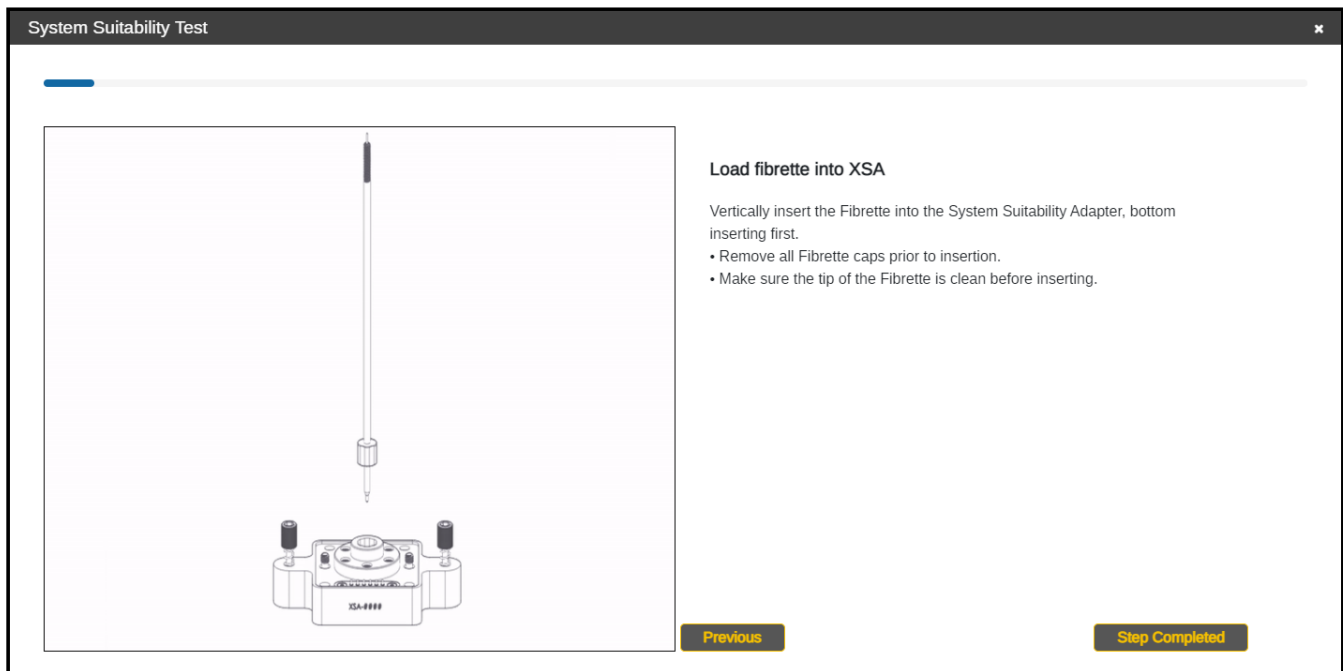 System Suitability Test
Load fibrette into XSA
Vertically insert the Fibrette into the System Suitability Adapter, bottom
inserting first.
• Remove all Fibrette caps prior to insertion.
• Make sure the tip of the Fibrette is clean before inserting.
XSA-0000
Previous
Step Completed